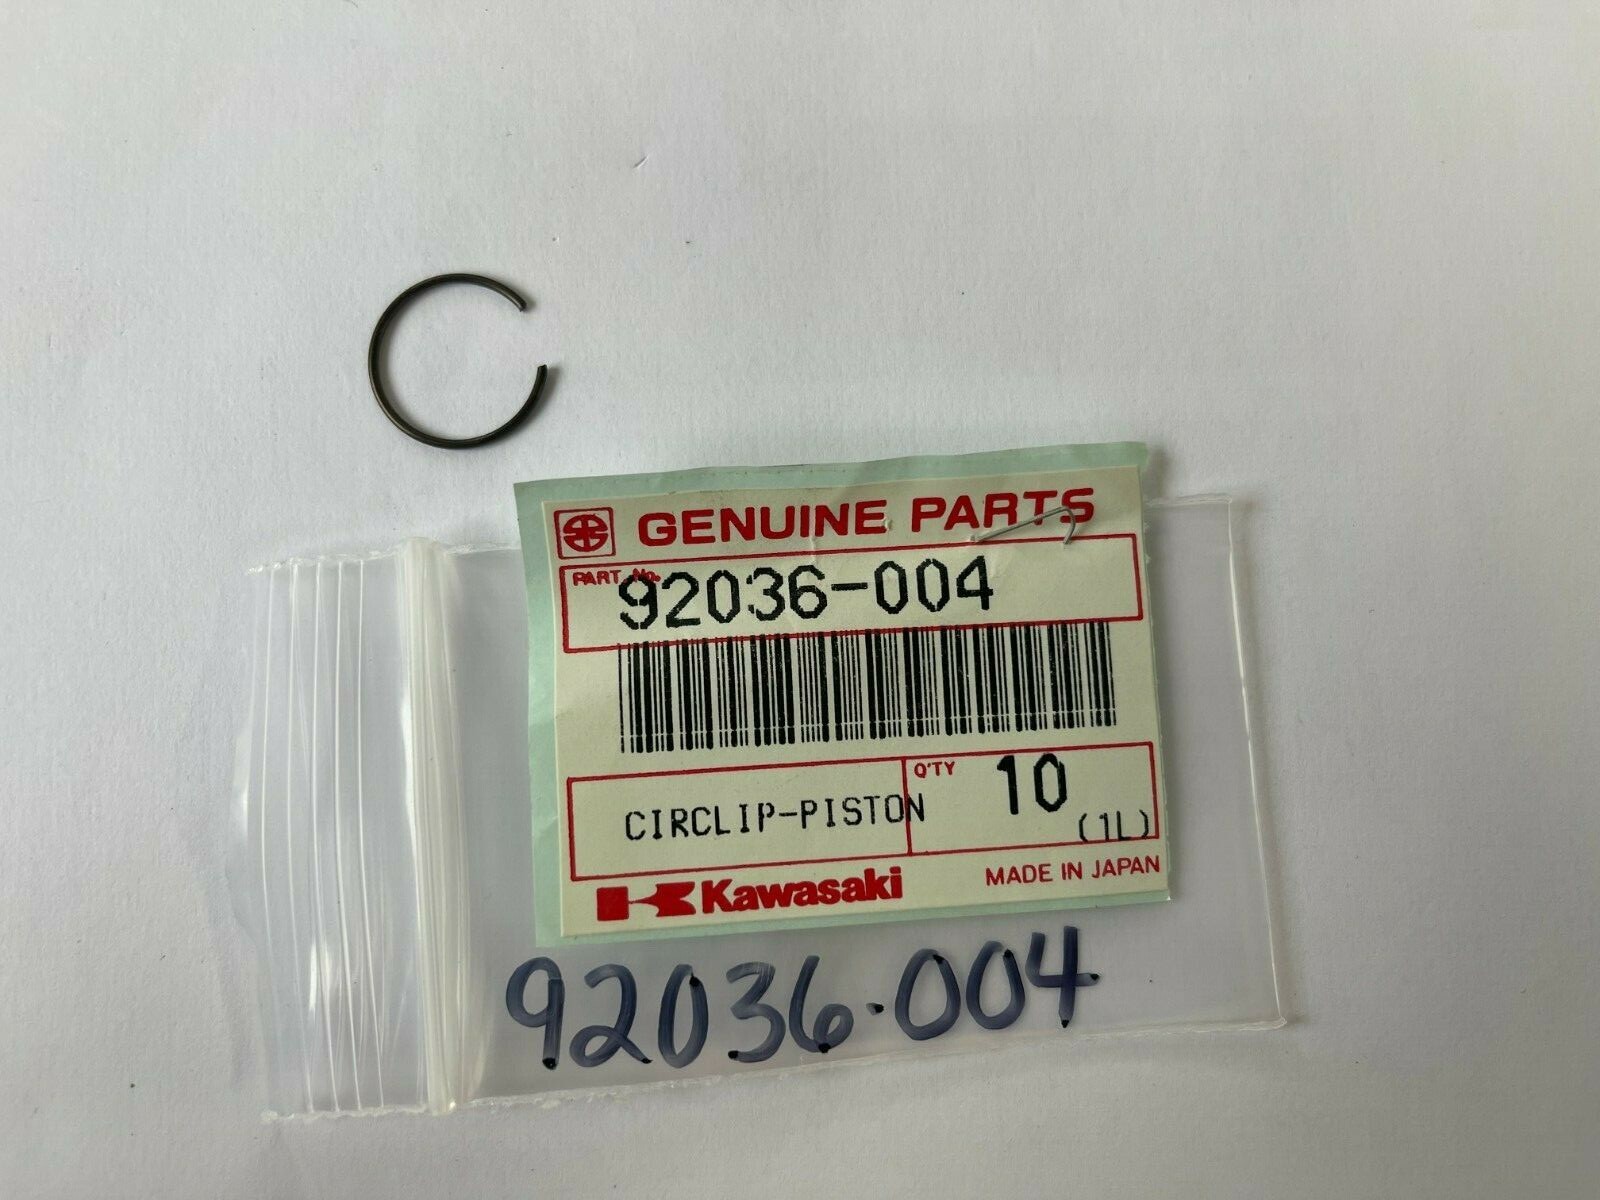 GENUINE PARTS
PART No.
92036-004
CIRCLIP-PISTON
Q'TY
10
(1L)
Kawasaki
MADE IN JAPAN
92036-004